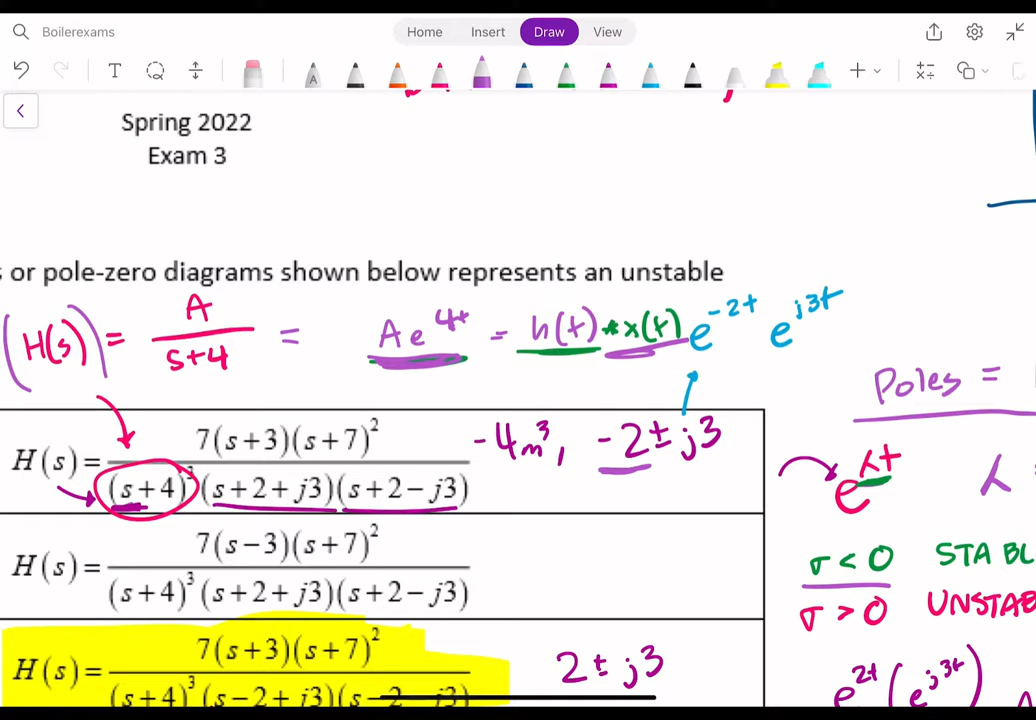 Boilerexams
Home Insert Draw View
Spring 2022
Exam 3
s or pole-zero diagrams shown below represents an unstable
(H(s)) = A/(s+4) = Ae^{4t} = h(t) * x(t) e^{-2t} e^{j3t}
Poles =
H(s) = 7(s+3)(s+7)^2 / (s+4)^3(s+2+j3)(s+2-j3)
-4m^3, -2 ± j3
e^{λt} λ
H(s) = 7(s-3)(s+7)^2 / (s+4)^3(s+2+j3)(s+2-j3)
σ < 0 STABL
σ > 0 UNSTAB
H(s) = 7(s+3)(s+7)^2 / (s+4)^3(s-2+j3)(s-2-j3)
2 ± j3
e^{2t}(e^{j3t})